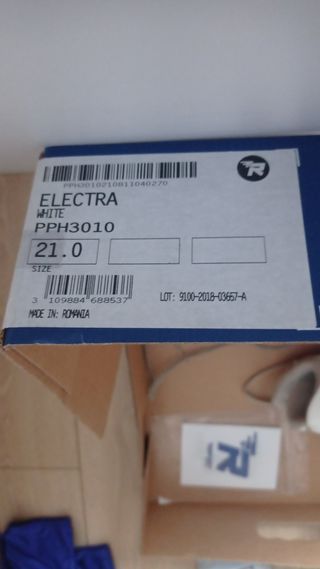 PPH3010210811040270
ELECTRA
WHITE
PPH3010
21.0
SIZE
3 109884 688537
LOT: 9100-2018-03657-A
MADE IN: ROMANIA
R
R